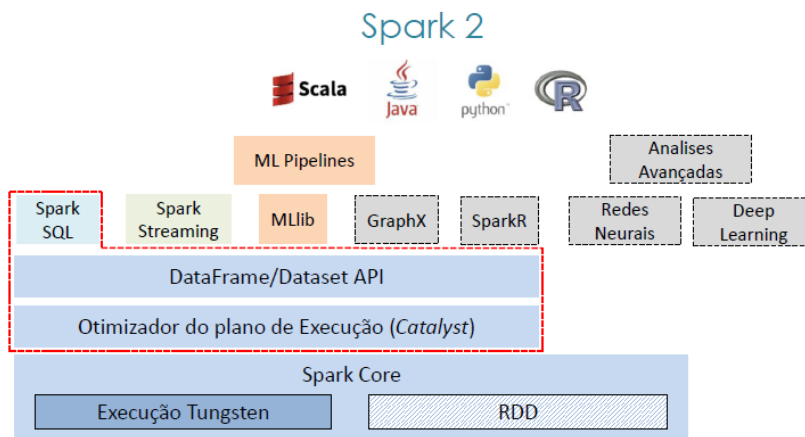 Spark 2
Scala
Java
python
R
ML Pipelines
Analises
Avançadas
Spark
SQL
Spark
Streaming
MLlib
GraphX
SparkR
Redes
Neurais
Deep
Learning
DataFrame/Dataset API
Otimizador do plano de Execução (Catalyst)
Spark Core
Execução Tungsten
RDD